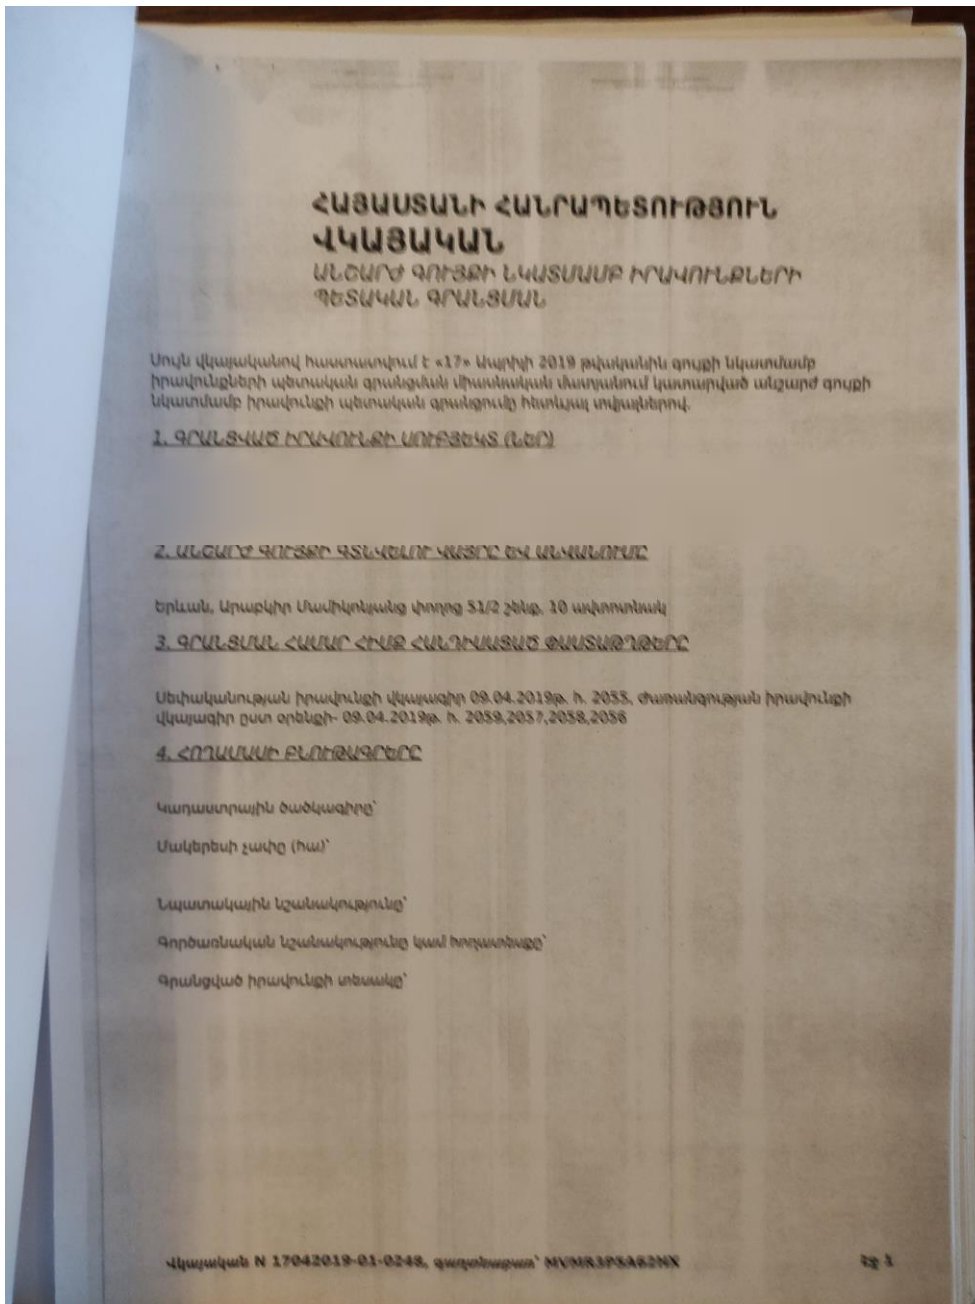 ՀԱՅԱՍՏԱՆԻ ՀԱՆՐԱՊԵՏՈՒԹՅՈՒՆ
ՎԿԱՅԱԿԱՆ
ԱՆՇԱՐԺ ԳՈՒՅՔԻ ՆԿԱՏՄԱՄԲ ԻՐԱՎՈՒՆՔՆԵՐԻ
ՊԵՏԱԿԱՆ ԳՐԱՆՑՄԱՆ
Սույն վկայականով հաստատվում է «17» Ապրիլի 2019 թվականին գույքի նկատմամբ
իրավունքների պետական գրանցման միասնական մատյանում կատարված անշարժ գույքի
նկատմամբ իրավունքի պետական գրանցումը հետևյալ տվյալներով.
1. ԳՐԱՆՑՎԱԾ ԻՐԱՎՈՒՆՔԻ ՍՈՒԲՅԵԿՏ (ՆԵՐ)
2. ԱՆՇԱՐԺ ԳՈՒՅՔԻ ԳՏՆՎԵԼՈՒ ՎԱՅՐԸ ԵՎ ԱՆՎԱՆՈՒՄԸ
Երևան, Արաբկիր Մամիկոնյանց փողոց 51/2 շենք, 10 ավտոտնակ
3. ԳՐԱՆՑՄԱՆ ՀԱՄԱՐ ՀԻՄՔ ՀԱՆԴԻՍԱՑԱԾ ՓԱՍՏԱԹՂԹԵՐԸ
Սեփականության իրավունքի վկայագիր 09.04.2019թ. հ. 2055, ժառանգության իրավունքի
վկայագիր ըստ օրենքի- 09.04.2019թ. հ. 2059,2057,2058,2056
4. ՀՈՂԱՄԱՍԻ ԲՆՈՒԹԱԳՐԵՐԸ
Կադաստրային ծածկագիրը՝
Մակերեսի չափը (հա)՝
Նպատակային նշանակությունը՝
Գործառնական նշանակությունը կամ հողատեսքը՝
Գրանցված իրավունքի տեսակը՝
Վկայական N 17042019-01-0248, գաղտնաբառ՝
Էջ 1